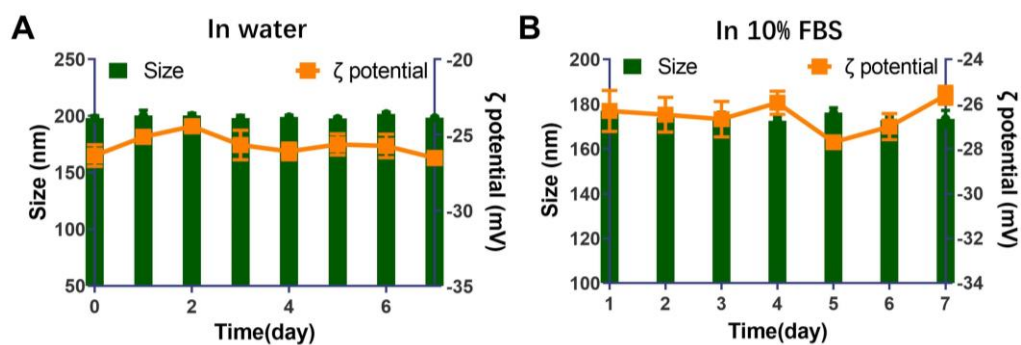 A
In water
B
In 10% FBS
Size
ζ potential
250
200
150
100
50
Size (nm)
-20
-25
-30
-35
ζ potential (mV)
0
2
4
6
Time(day)
Size
ζ potential
200
180
160
140
120
100
Size (nm)
-24
-26
-28
-30
-32
-34
ζ potential (mV)
1
2
3
4
5
6
7
Time(day)